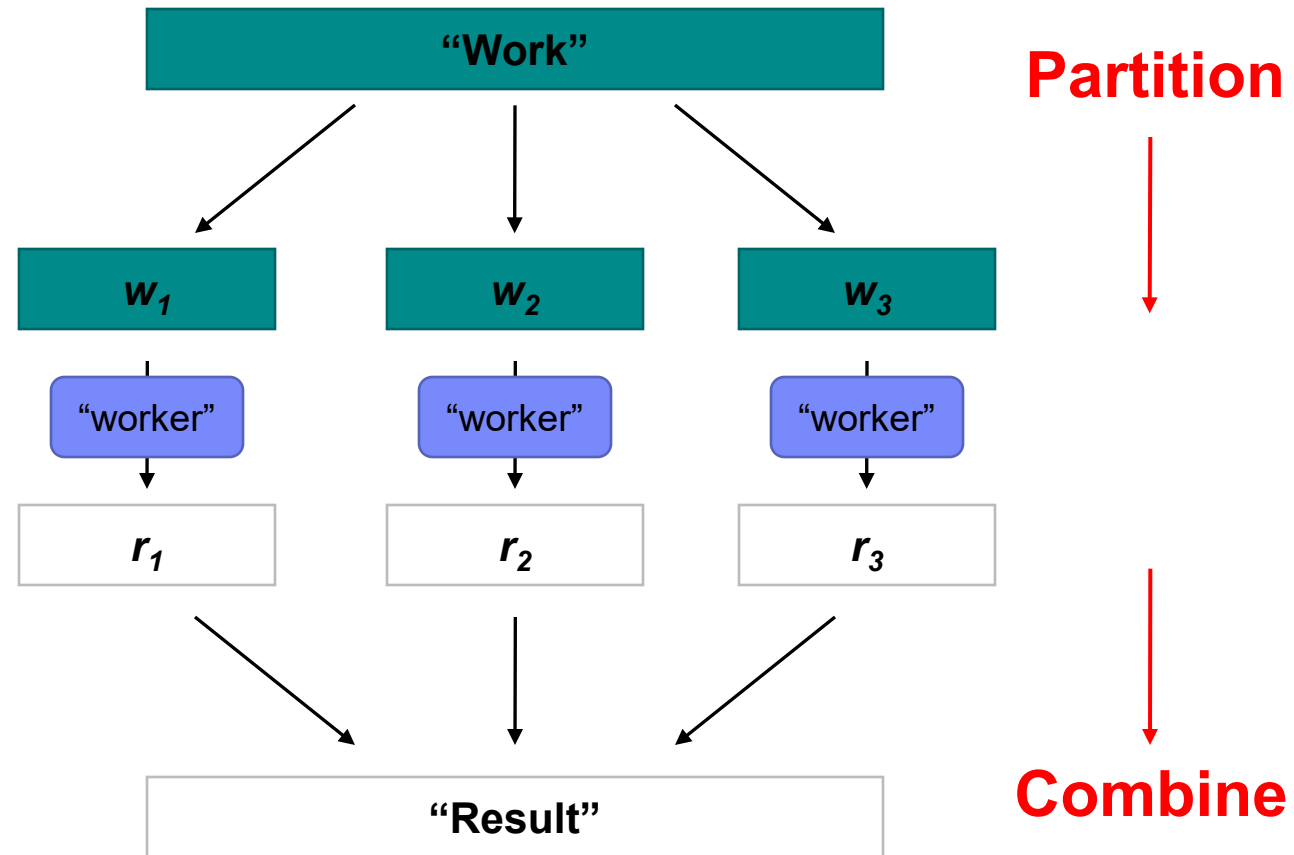 “Work”
Partition
w₁ w₂ w₃
“worker” “worker” “worker”
r₁ r₂ r₃
“Result”
Combine